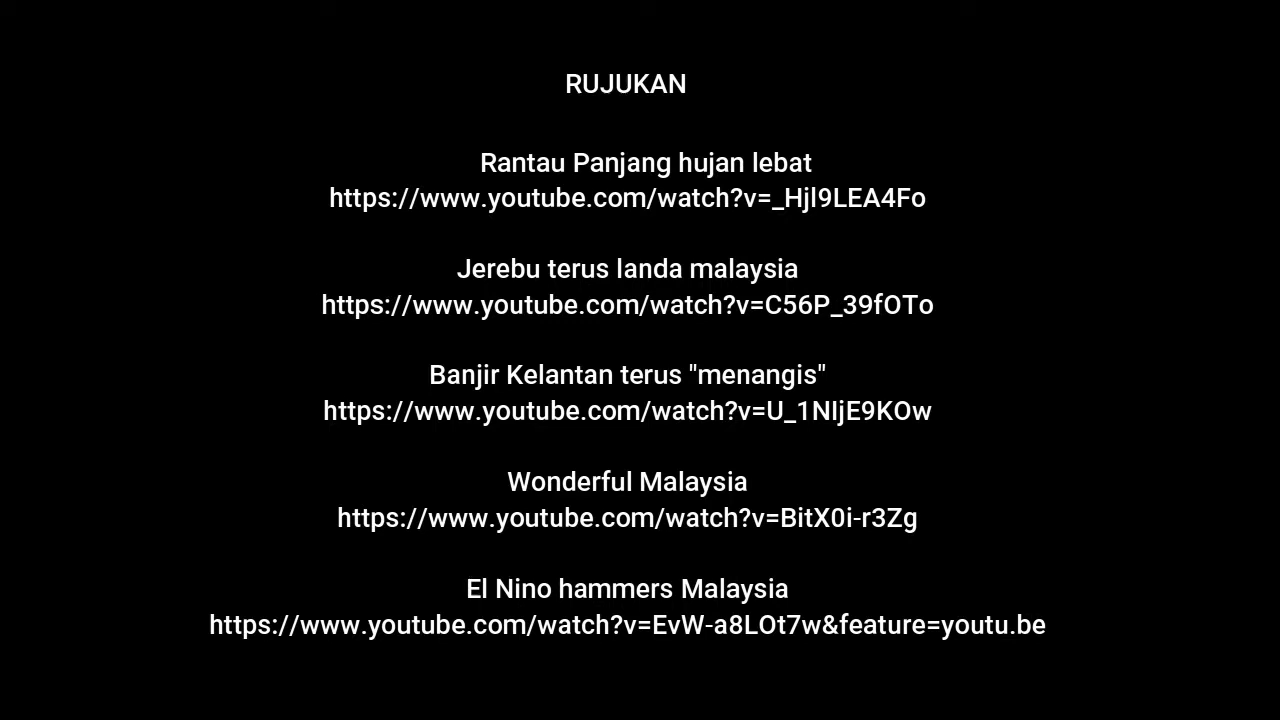 RUJUKAN
Rantau Panjang hujan lebat
https://www.youtube.com/watch?v=_Hjl9LEA4Fo
Jerebu terus landa malaysia
https://www.youtube.com/watch?v=C56P_39fOTo
Banjir Kelantan terus "menangis"
https://www.youtube.com/watch?v=U_1NIjE9KOw
Wonderful Malaysia
https://www.youtube.com/watch?v=BitX0i-r3Zg
El Nino hammers Malaysia
https://www.youtube.com/watch?v=EvW-a8LOt7w&feature=youtu.be